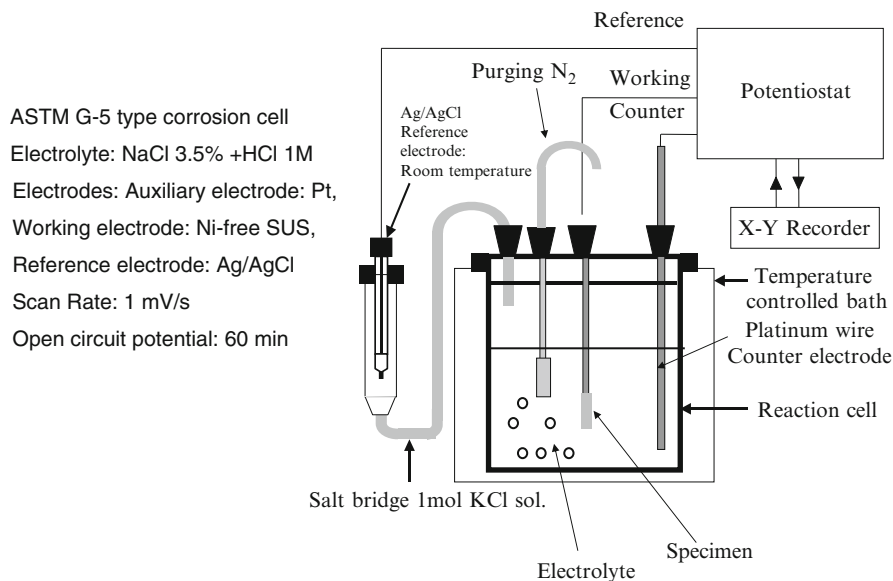 ASTM G-5 type corrosion cell
Electrolyte: NaCl 3.5% +HCl 1M
Electrodes: Auxiliary electrode: Pt,
Working electrode: Ni-free SUS,
Reference electrode: Ag/AgCl
Scan Rate: 1 mV/s
Open circuit potential: 60 min
Reference
Purging N₂
Working
Counter
Potentiostat
Ag/AgCl
Reference
electrode:
Room temperature
X-Y Recorder
Temperature
controlled bath
Platinum wire
Counter electrode
Reaction cell
Salt bridge 1mol KCl sol.
Specimen
Electrolyte